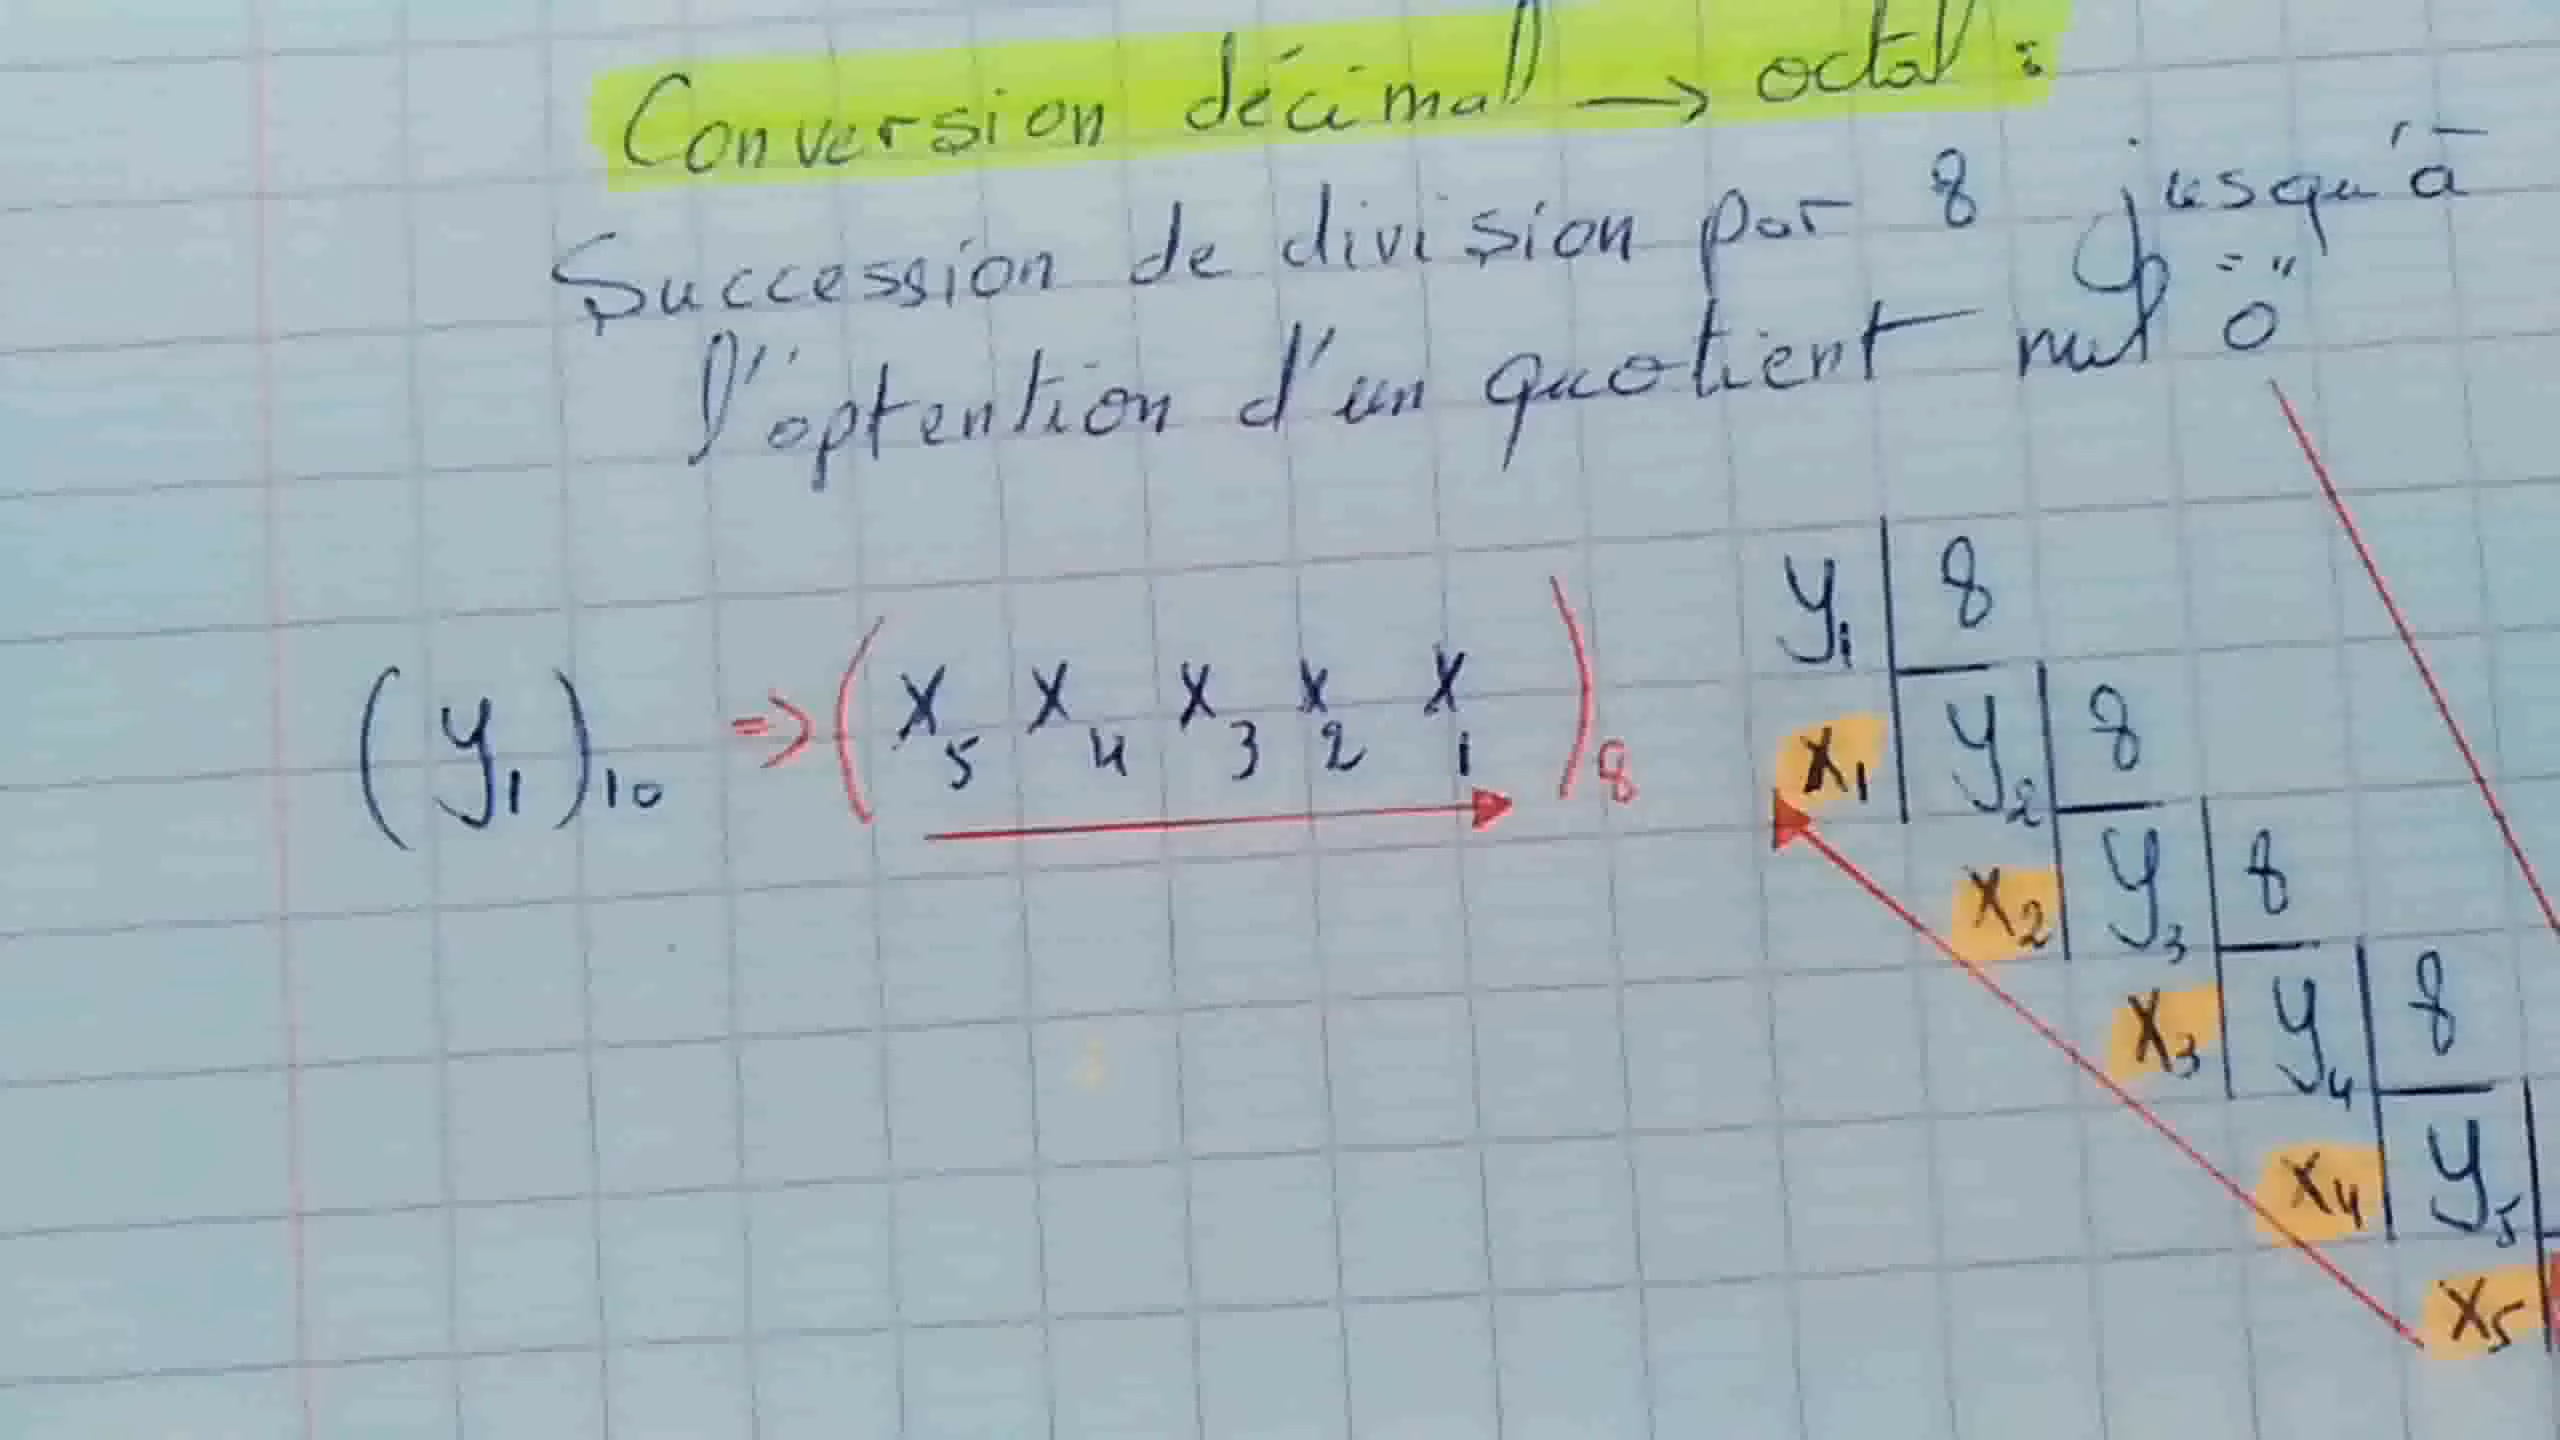 Conversion décimal → octal :
Succession de division par 8 jusqu'à
l'optention d'un quotient nul "0"
(y₁)₁₀ => (x₅ x₄ x₃ x₂ x₁)₈
y₁ 8
x₁ y₂ 8
x₂ y₃ 8
x₃ y₄ 8
x₄ y₅
x₅